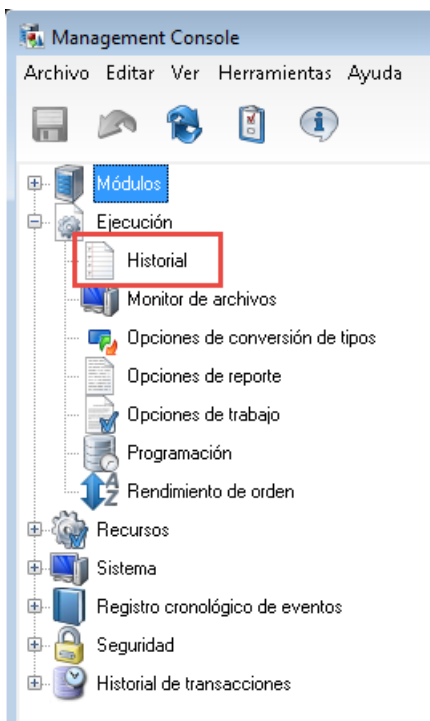 Management Console
Archivo Editar Ver Herramientas Ayuda
Módulos
Ejecución
Historial
Monitor de archivos
Opciones de conversión de tipos
Opciones de reporte
Opciones de trabajo
Programación
Rendimiento de orden
Recursos
Sistema
Registro cronológico de eventos
Seguridad
Historial de transacciones